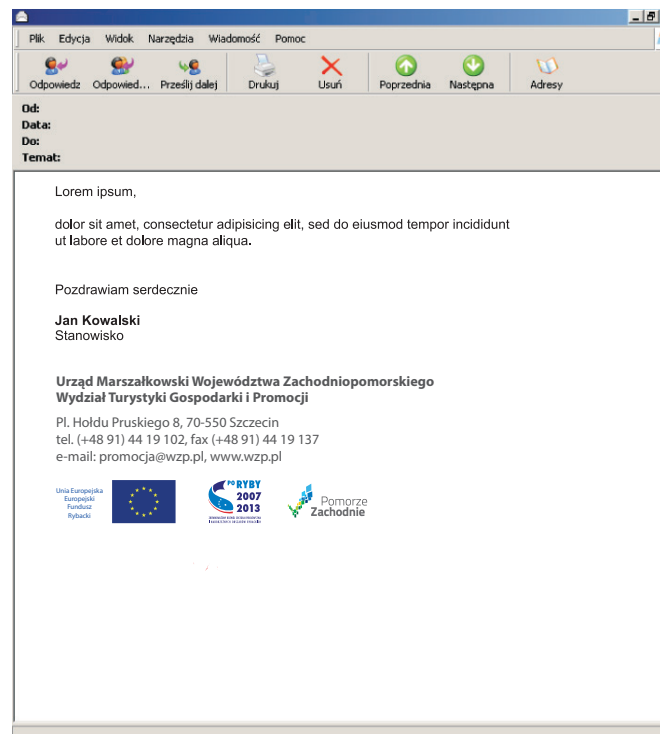 Plik Edycja Widok Narzędzia Wiadomość Pomoc
Odpowiedz Odpowied... Prześlij dalej Drukuj Usuń Poprzednia Następna Adresy
Od:
Data:
Do:
Temat:
Lorem ipsum,
dolor sit amet, consectetur adipisicing elit, sed do eiusmod tempor incididunt
ut labore et dolore magna aliqua.
Pozdrawiam serdecznie
Jan Kowalski
Stanowisko
Urząd Marszałkowski Województwa Zachodniopomorskiego
Wydział Turystyki Gospodarki i Promocji
Pl. Hołdu Pruskiego 8, 70-550 Szczecin
tel. (+48 91) 44 19 102, fax (+48 91) 44 19 137
e-mail: promocja@wzp.pl, www.wzp.pl
Unia Europejska
Europejski
Fundusz
Rybacki
PO RYBY
2007
2013
Pomorze
Zachodnie